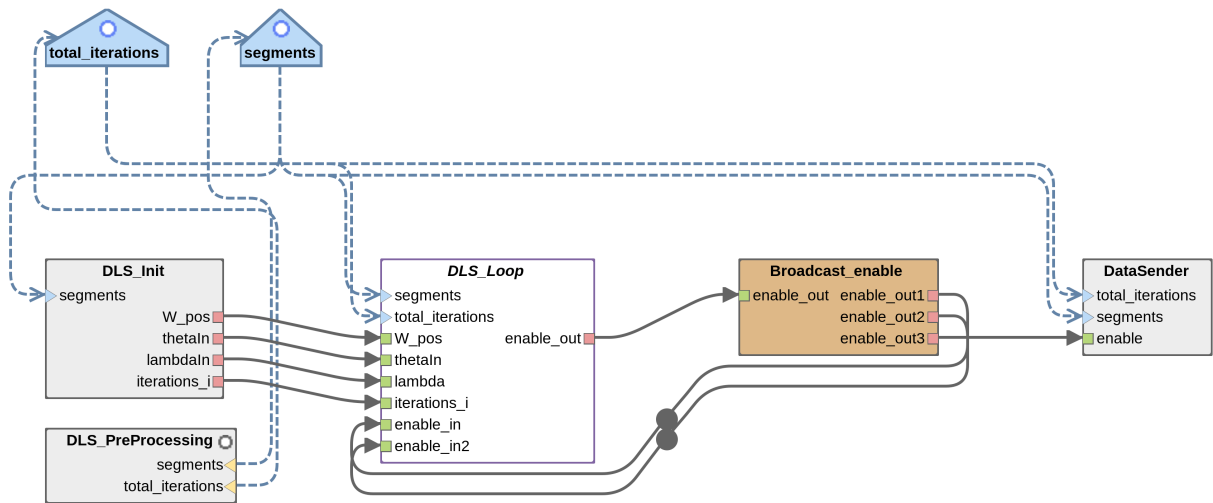 total_iterations
segments
DLS_Init
segments
W_pos
thetaIn
lambdaIn
iterations_i
DLS_PreProcessing
segments
total_iterations
DLS_Loop
segments
total_iterations
W_pos
enable_out
thetaIn
lambda
iterations_i
enable_in
enable_in2
Broadcast_enable
enable_out enable_out1
enable_out2
enable_out3
DataSender
total_iterations
segments
enable